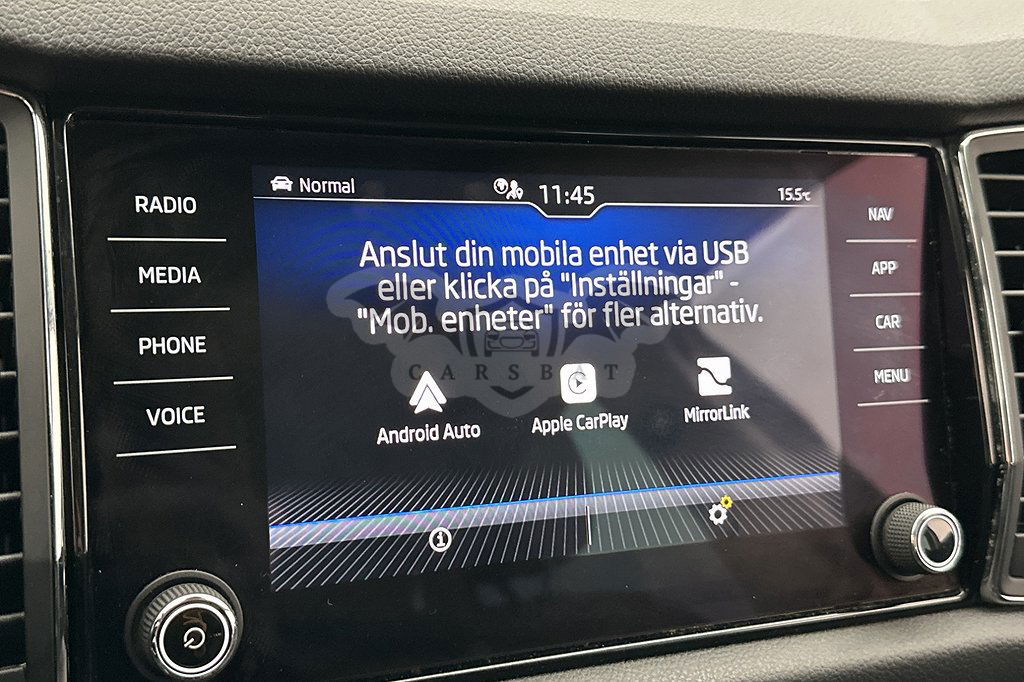 RADIO
MEDIA
PHONE
VOICE
Normal
11:45
15.5°C
Anslut din mobila enhet via USB
eller klicka på "Inställningar" -
"Mob. enheter" för fler alternativ.
CARSBAT
Android Auto
Apple CarPlay
MirrorLink
NAV
APP
CAR
MENU